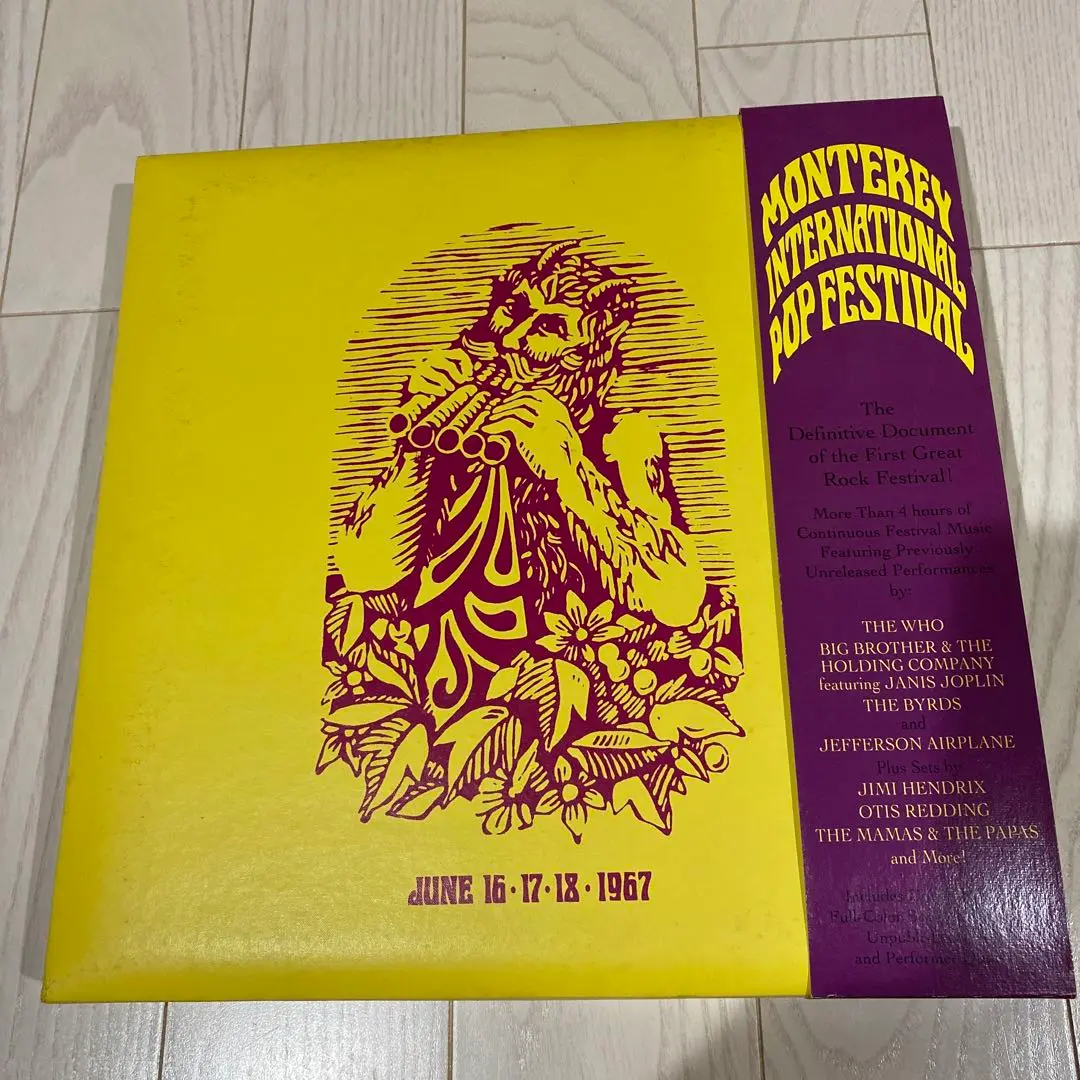 MONTEREY
INTERNATIONAL
POP FESTIVAL
The
Definitive Document
of the First Great
Rock Festival!
More Than 4 hours of
Continuous Festival Music
Featuring Previously
Unreleased Performances
by:
THE WHO
BIG BROTHER & THE
HOLDING COMPANY
featuring JANIS JOPLIN
THE BYRDS
and
JEFFERSON AIRPLANE
Plus Sets by
JIMI HENDRIX
OTIS REDDING
THE MAMAS & THE PAPAS
and More!
Includes
Full-Color
and
JUNE 16·17·18·1967